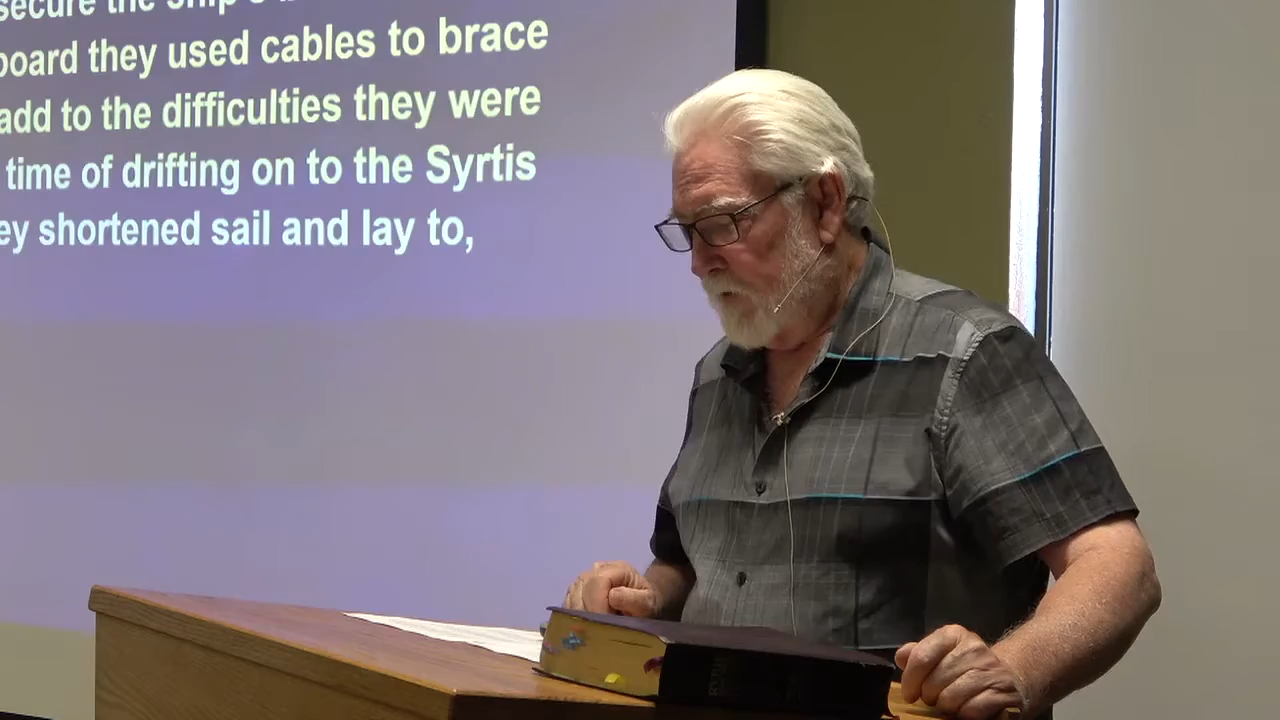 secure the ship's
board they used cables to brace
add to the difficulties they were
time of drifting on to the Syrtis
ey shortened sail and lay to,